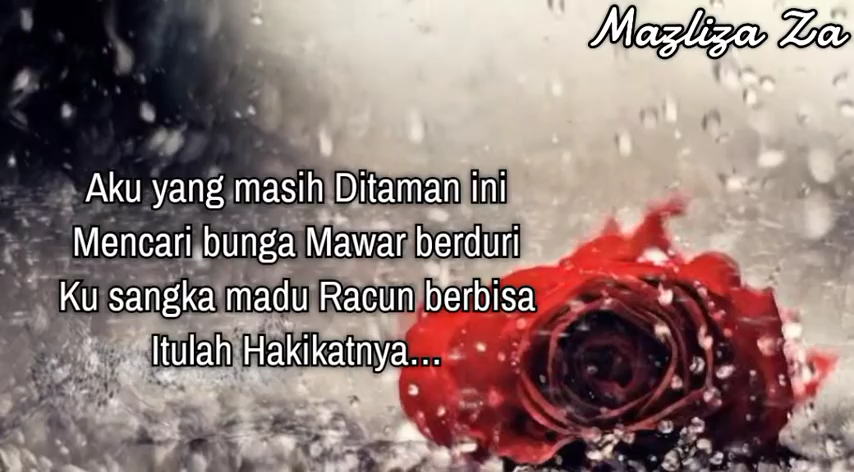 Mazliza Za
Aku yang masih Ditaman ini
Mencari bunga Mawar berduri
Ku sangka madu Racun berbisa
Itulah Hakikatnya...